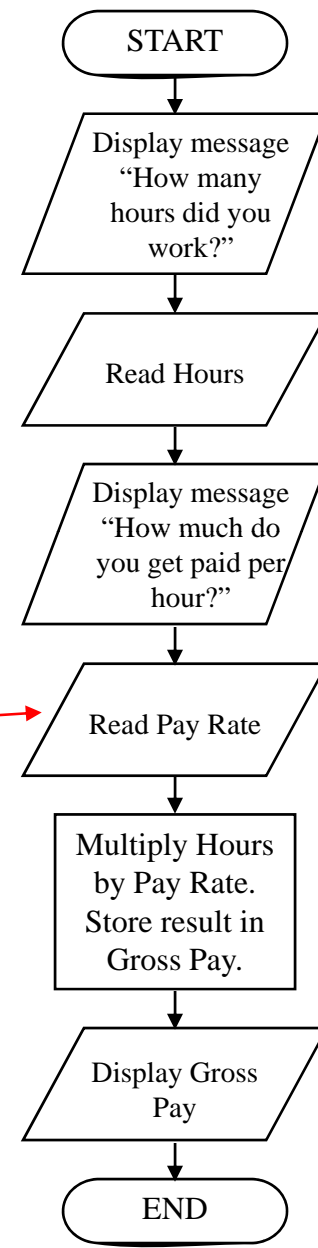 START
Display message
“How many
hours did you
work?”
Read Hours
Display message
“How much do
you get paid per
hour?”
Read Pay Rate
Multiply Hours
by Pay Rate.
Store result in
Gross Pay.
Display Gross
Pay
END